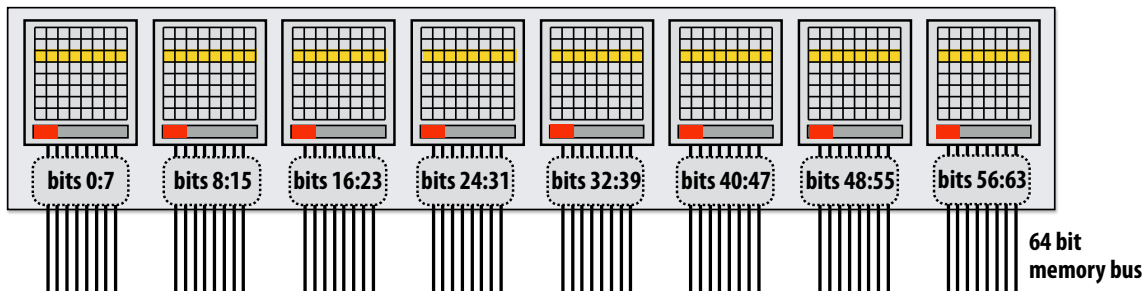 bits 0:7
bits 8:15
bits 16:23
bits 24:31
bits 32:39
bits 40:47
bits 48:55
bits 56:63
64 bit
memory bus